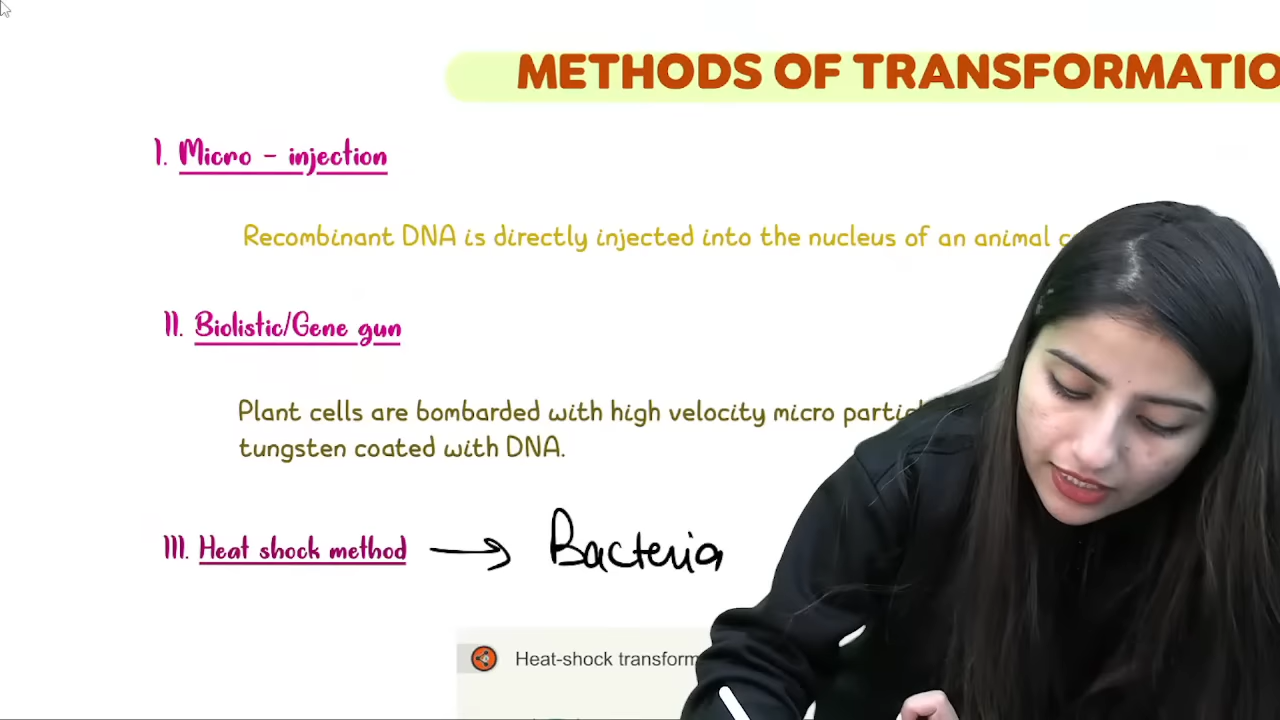 METHODS OF TRANSFORMATIO
I. Micro - injection
Recombinant DNA is directly injected into the nucleus of an animal
II. Biolistic/Gene gun
Plant cells are bombarded with high velocity micro
tungsten coated with DNA.
III. Heat shock method → Bacteria
Heat-shock